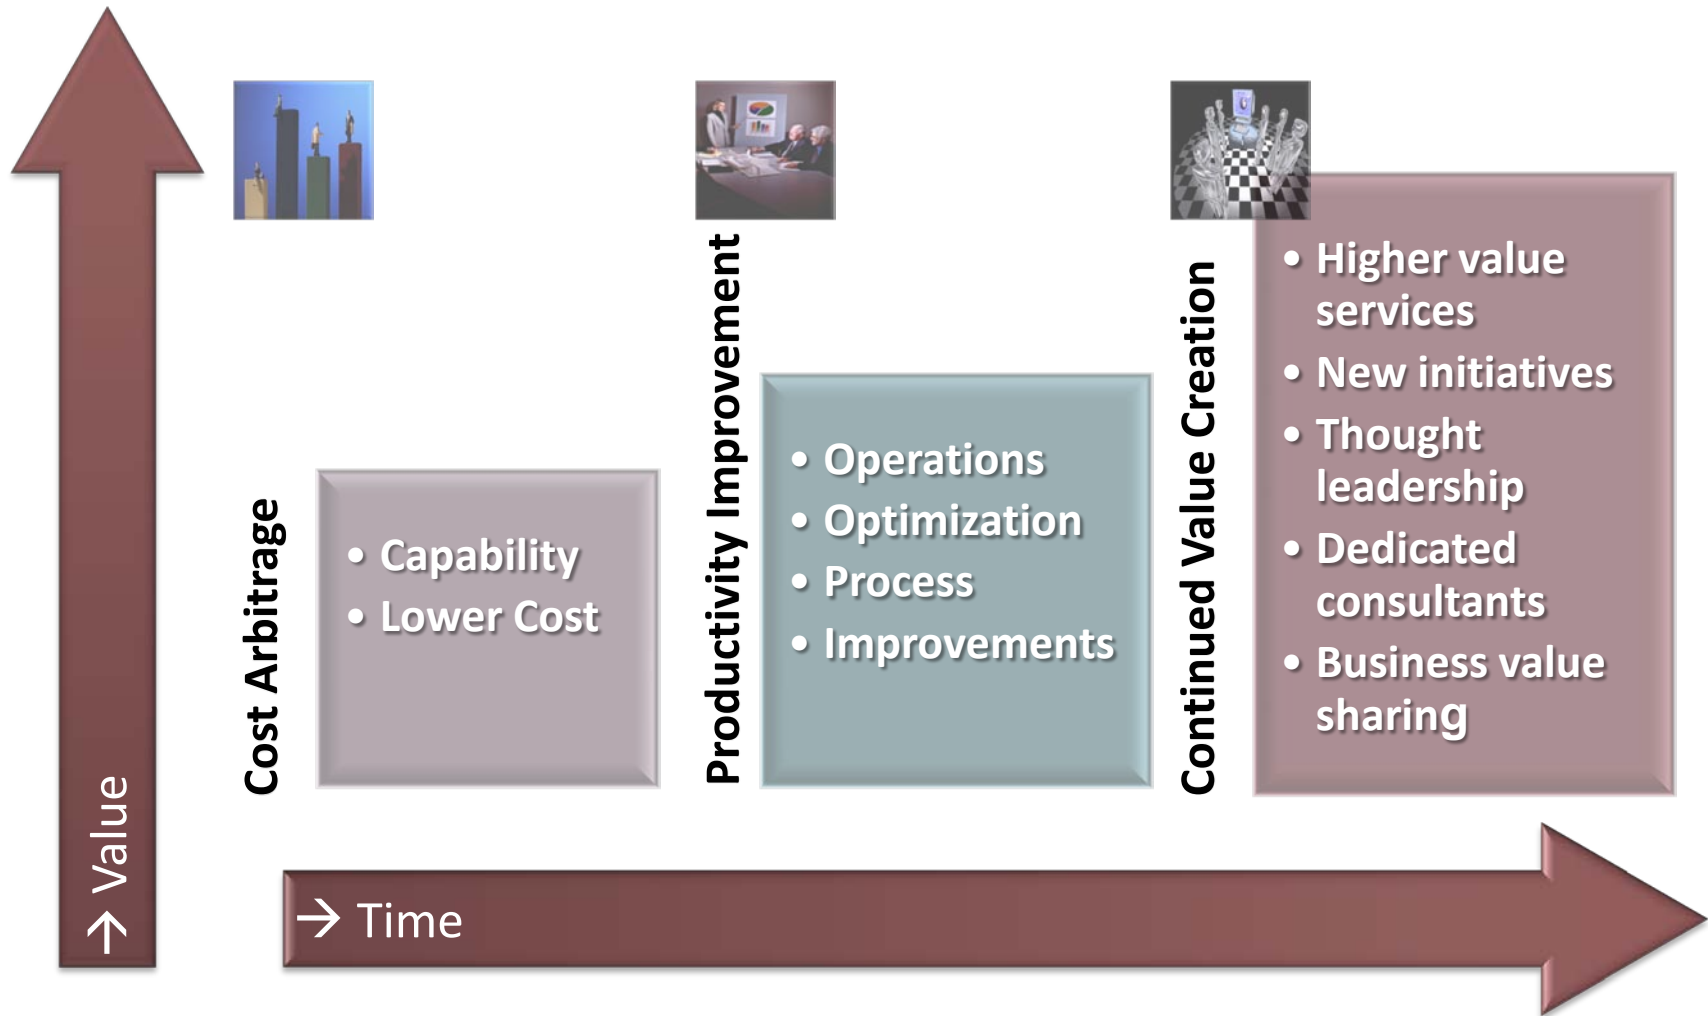 → Value
Cost Arbitrage
• Capability
• Lower Cost
Productivity Improvement
• Operations
• Optimization
• Process
• Improvements
Continued Value Creation
• Higher value
services
• New initiatives
• Thought
leadership
• Dedicated
consultants
• Business value
sharing
→ Time